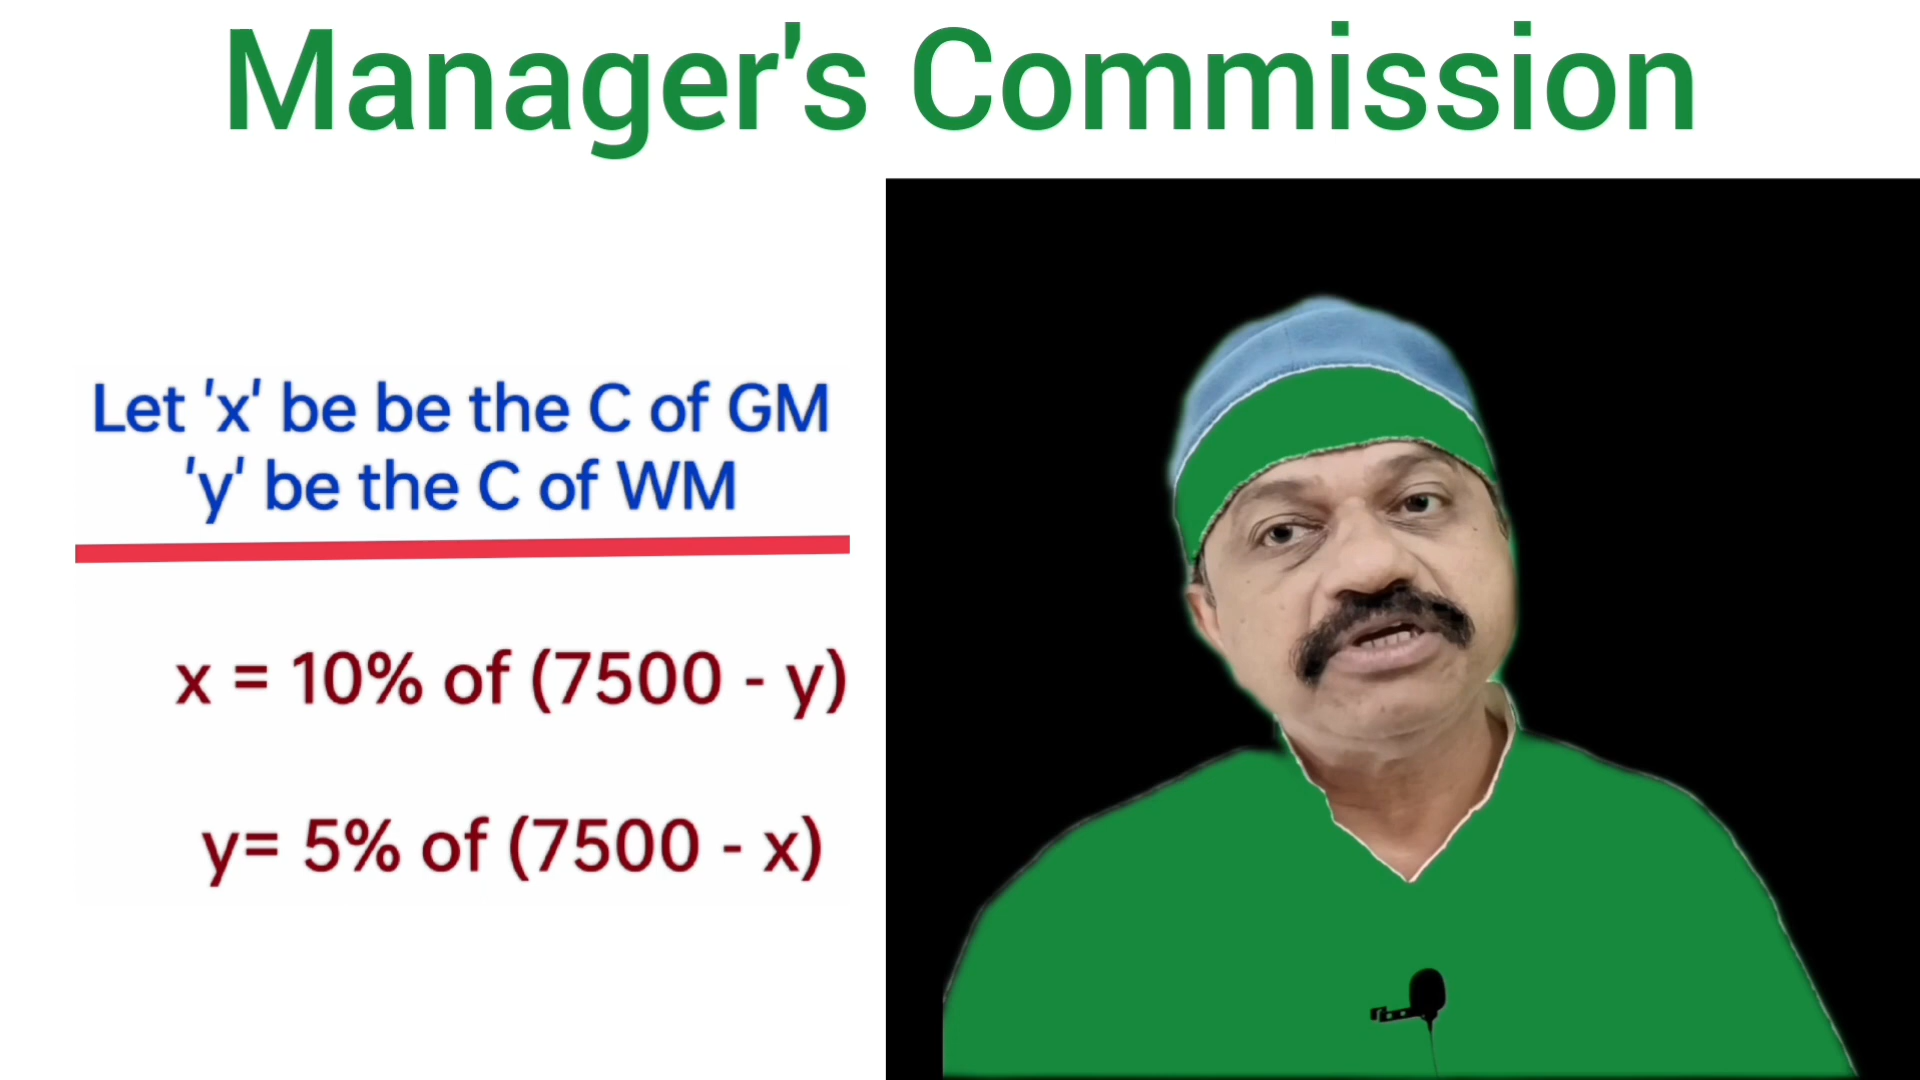 Manager's Commission
Let 'x' be be the C of GM
'y' be the C of WM
x = 10% of (7500 - y)
y= 5% of (7500 - x)